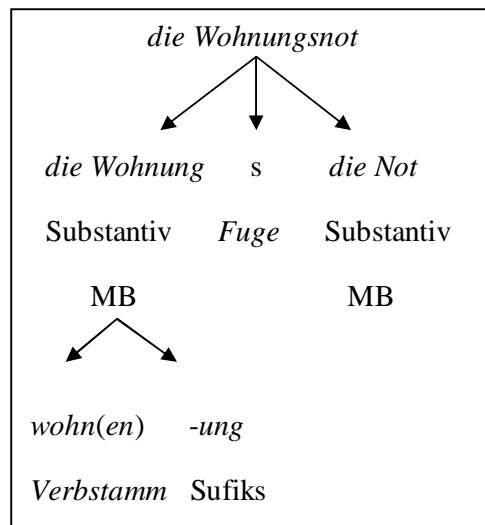 die Wohnungsnot
die Wohnung s die Not
Substantiv Fuge Substantiv
MB MB
wohn(en) -ung
Verbstamm Sufiks